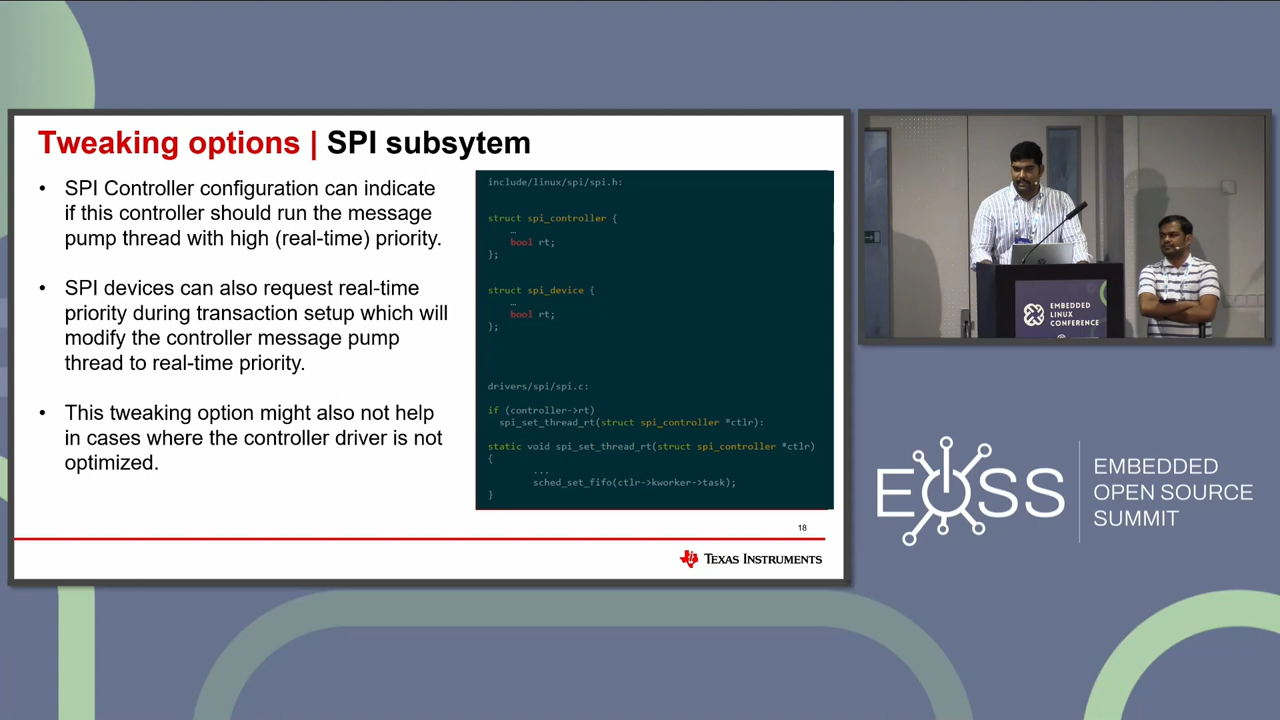 Tweaking options | SPI subsytem
• SPI Controller configuration can indicate
if this controller should run the message
pump thread with high (real-time) priority.
• SPI devices can also request real-time
priority during transaction setup which will
modify the controller message pump
thread to real-time priority.
• This tweaking option might also not help
in cases where the controller driver is not
optimized.
include/linux/spi/spi.h:
struct spi_controller {
…
bool rt;
};
struct spi_device {
…
bool rt;
};
drivers/spi/spi.c:
if (controller->rt)
spi_set_thread_rt(struct spi_controller *ctlr):
static void spi_set_thread_rt(struct spi_controller *ctlr)
{
...
sched_set_fifo(ctlr->kworker->task);
}
18
TEXAS INSTRUMENTS
EMBEDDED
LINUX
CONFERENCE
EOSS
EMBEDDED
OPEN SOURCE
SUMMIT